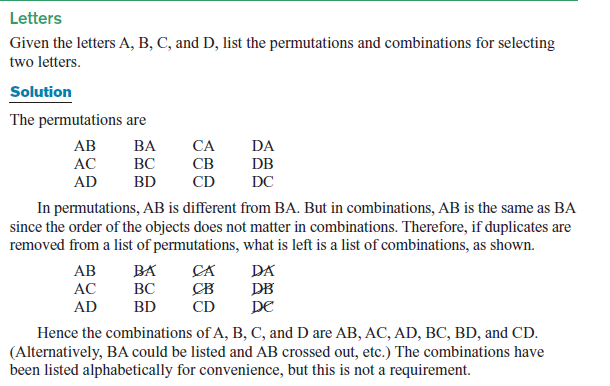 Letters
Given the letters A, B, C, and D, list the permutations and combinations for selecting
two letters.
Solution
The permutations are
AB BA CA DA
AC BC CB DB
AD BD CD DC
In permutations, AB is different from BA. But in combinations, AB is the same as BA
since the order of the objects does not matter in combinations. Therefore, if duplicates are
removed from a list of permutations, what is left is a list of combinations, as shown.
AB BA CA DA
AC BC CB DB
AD BD CD DC
Hence the combinations of A, B, C, and D are AB, AC, AD, BC, BD, and CD.
(Alternatively, BA could be listed and AB crossed out, etc.) The combinations have
been listed alphabetically for convenience, but this is not a requirement.